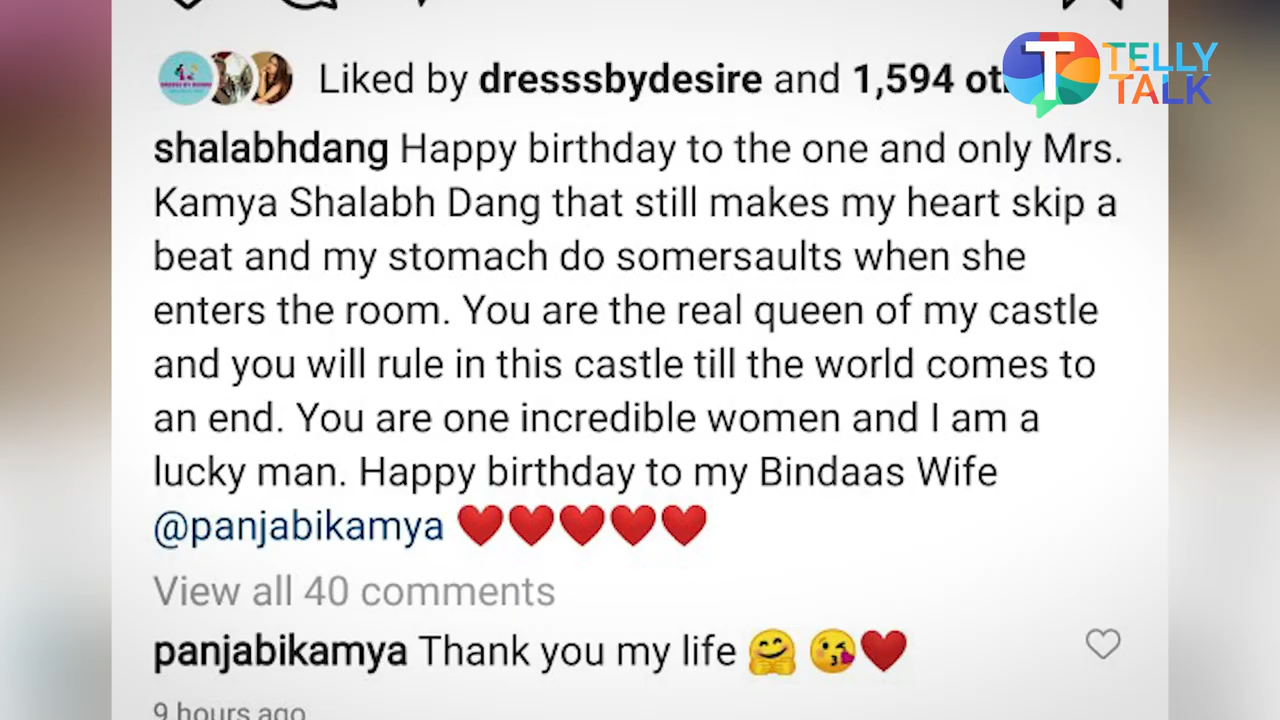 Liked by dresssbydesire and 1,594
TELLY
TALK
shalabhdang Happy birthday to the one and only Mrs.
Kamya Shalabh Dang that still makes my heart skip a
beat and my stomach do somersaults when she
enters the room. You are the real queen of my castle
and you will rule in this castle till the world comes to
an end. You are one incredible women and I am a
lucky man. Happy birthday to my Bindaas Wife
@panjabikamya ❤️❤️❤️❤️❤️
View all 40 comments
panjabikamya Thank you my life 🤗 😘❤️
9 hours ago